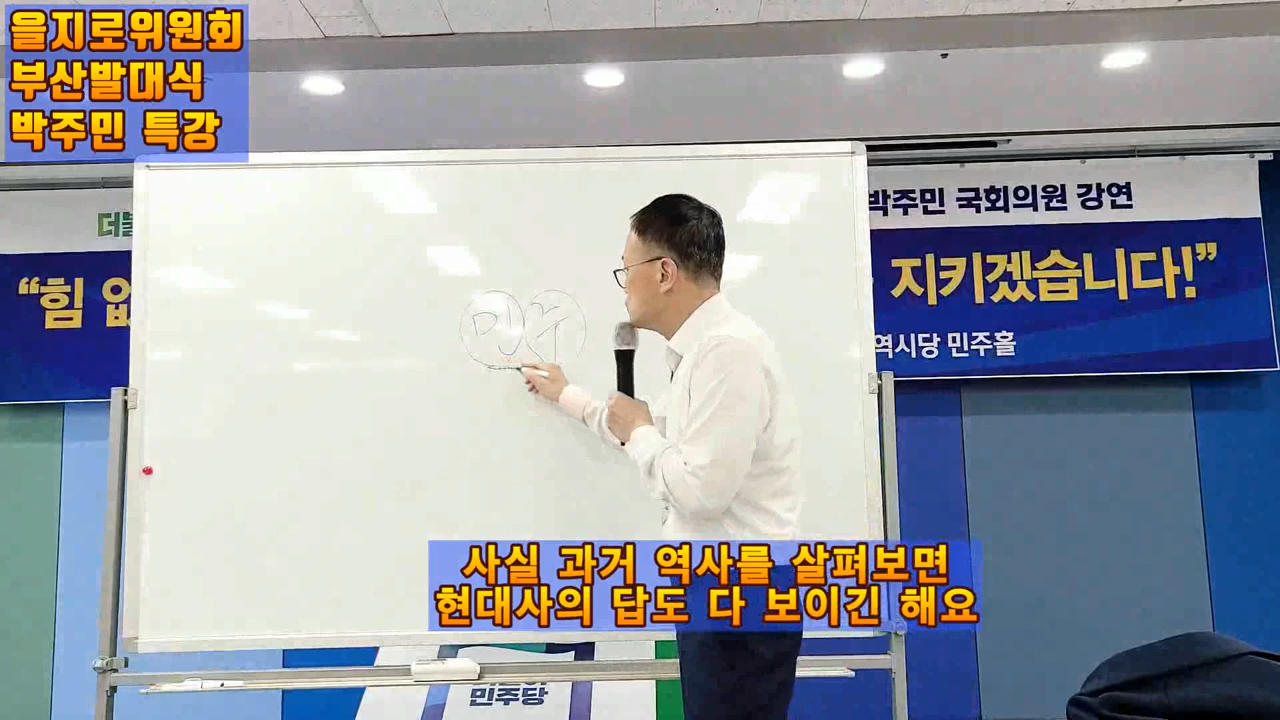 을지로위원회
부산발대식
박주민 특강
박주민 국회의원 강연
“힘
지키겠습니다!”
역시당 민주홀
민주
사실 과거 역사를 살펴보면
현대사의 답도 다 보이긴 해요
민주당